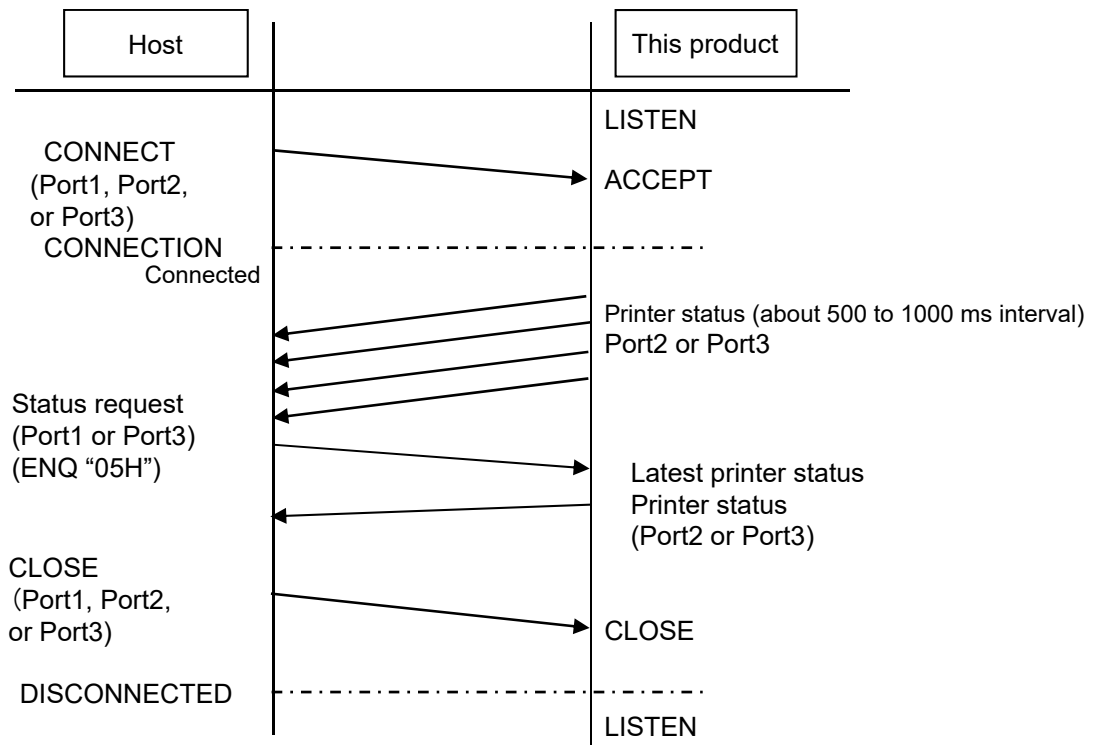 Host
This product
LISTEN
CONNECT
(Port1, Port2,
or Port3)
ACCEPT
CONNECTION
Connected
Printer status (about 500 to 1000 ms interval)
Port2 or Port3
Status request
(Port1 or Port3)
(ENQ “05H”)
Latest printer status
Printer status
(Port2 or Port3)
CLOSE
（Port1, Port2,
or Port3)
CLOSE
DISCONNECTED
LISTEN